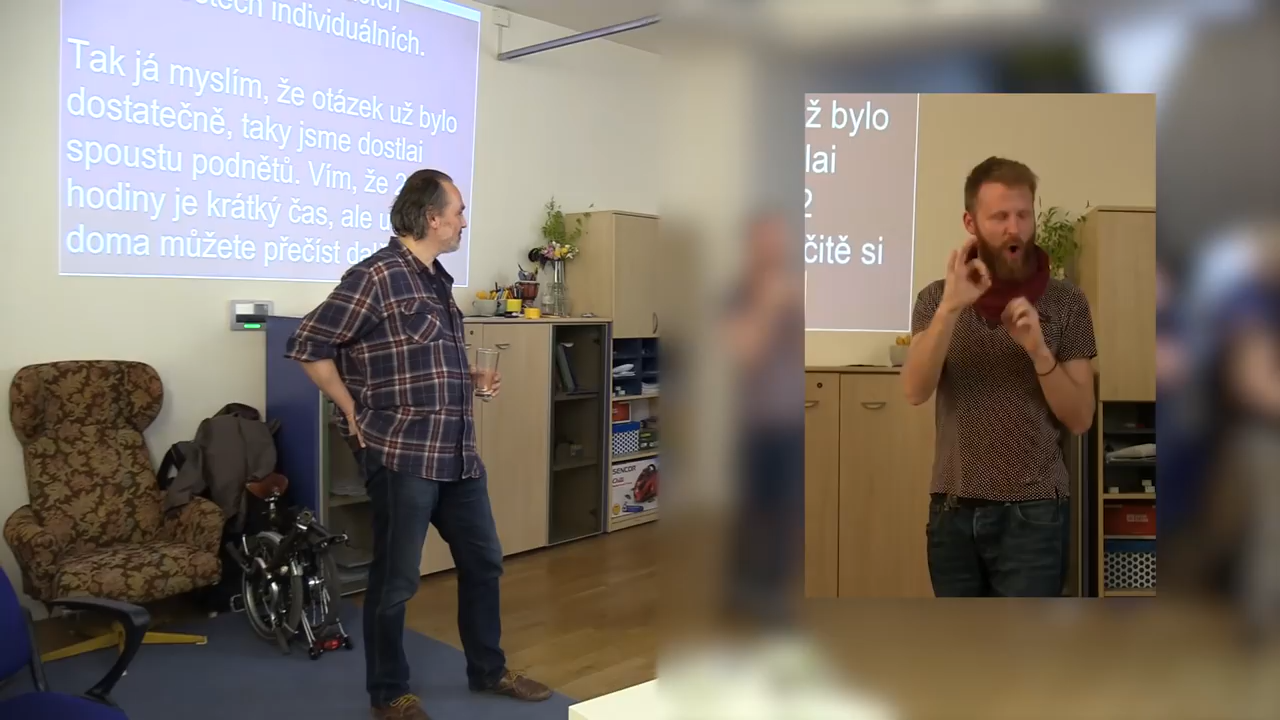 individuálních.
Tak já myslím, že otázek už bylo
dostatečně, taky jsme dostlai
spoustu podnětů. Vím, že 2
hodiny je krátký čas, ale u
doma můžete přečíst
ž bylo
lai
2
čitě si
SENCOR